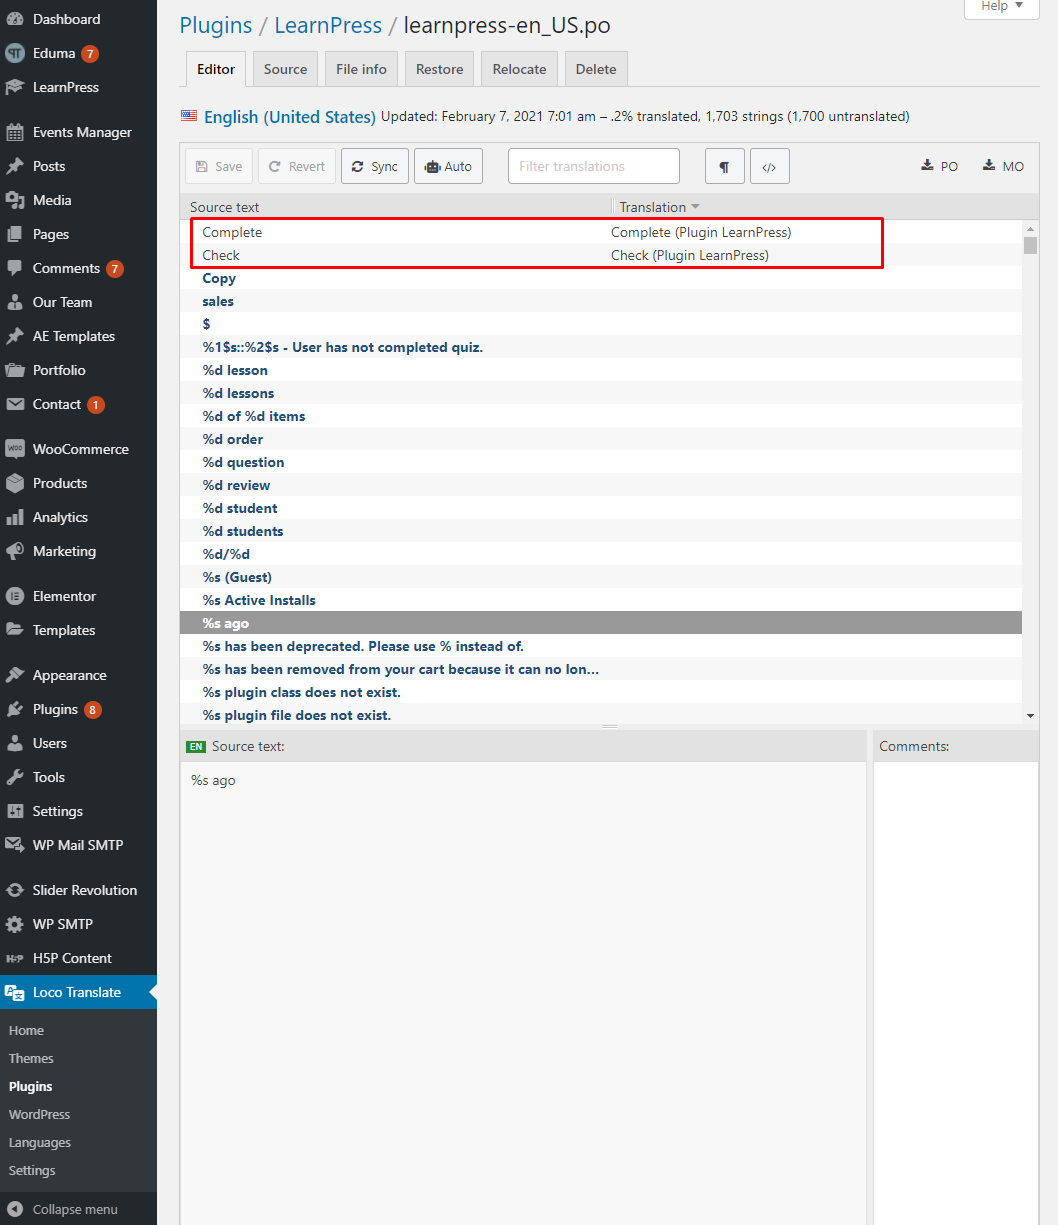 Dashboard
Eduma 7
LearnPress
Events Manager
Posts
Media
Pages
Comments 7
Our Team
AE Templates
Portfolio
Contact 1
WooCommerce
Products
Analytics
Marketing
Elementor
Templates
Appearance
Plugins 8
Users
Tools
Settings
WP Mail SMTP
Slider Revolution
WP SMTP
H5P Content
Loco Translate
Home
Themes
Plugins
WordPress
Languages
Settings
Collapse menu
Help
Plugins / LearnPress / learnpress-en_US.po
Editor Source File info Restore Relocate Delete
English (United States) Updated: February 7, 2021 7:01 am – .2% translated, 1,703 strings (1,700 untranslated)
Save Revert Sync Auto Filter translations ¶ </> PO MO
Source text Translation
Complete Complete (Plugin LearnPress)
Check Check (Plugin LearnPress)
Copy
sales
$
%1$s::%2$s - User has not completed quiz.
%d lesson
%d lessons
%d of %d items
%d order
%d question
%d review
%d student
%d students
%d/%d
%s (Guest)
%s Active Installs
%s ago
%s has been deprecated. Please use % instead of.
%s has been removed from your cart because it can no lon...
%s plugin class does not exist.
%s plugin file does not exist.
EN Source text: Comments:
%s ago